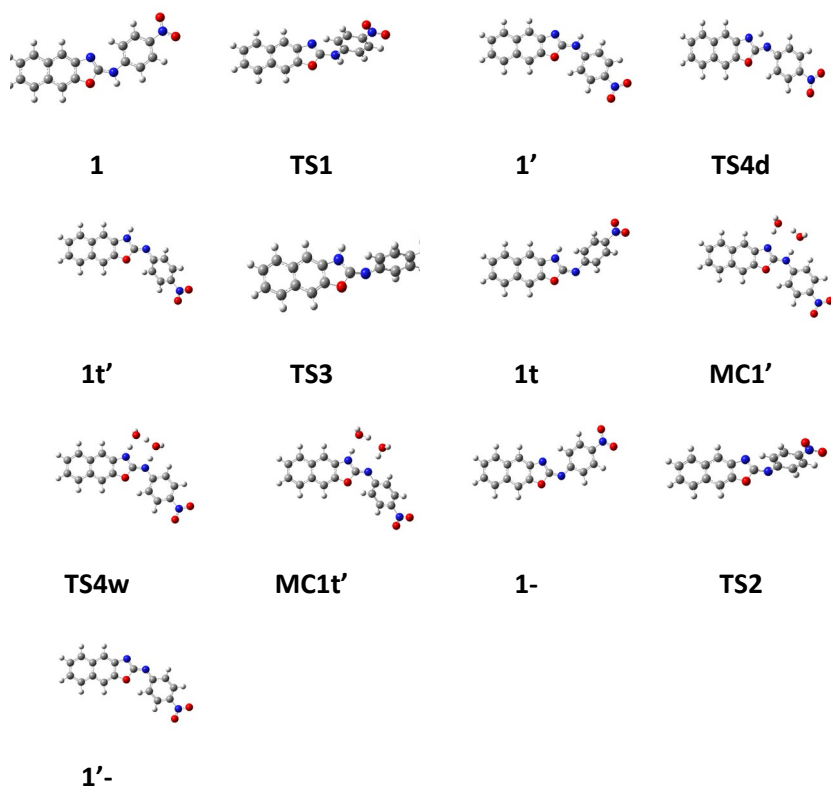 1 TS1 1’ TS4d
1t’ TS3 1t MC1’
TS4w MC1t’ 1- TS2
1’-